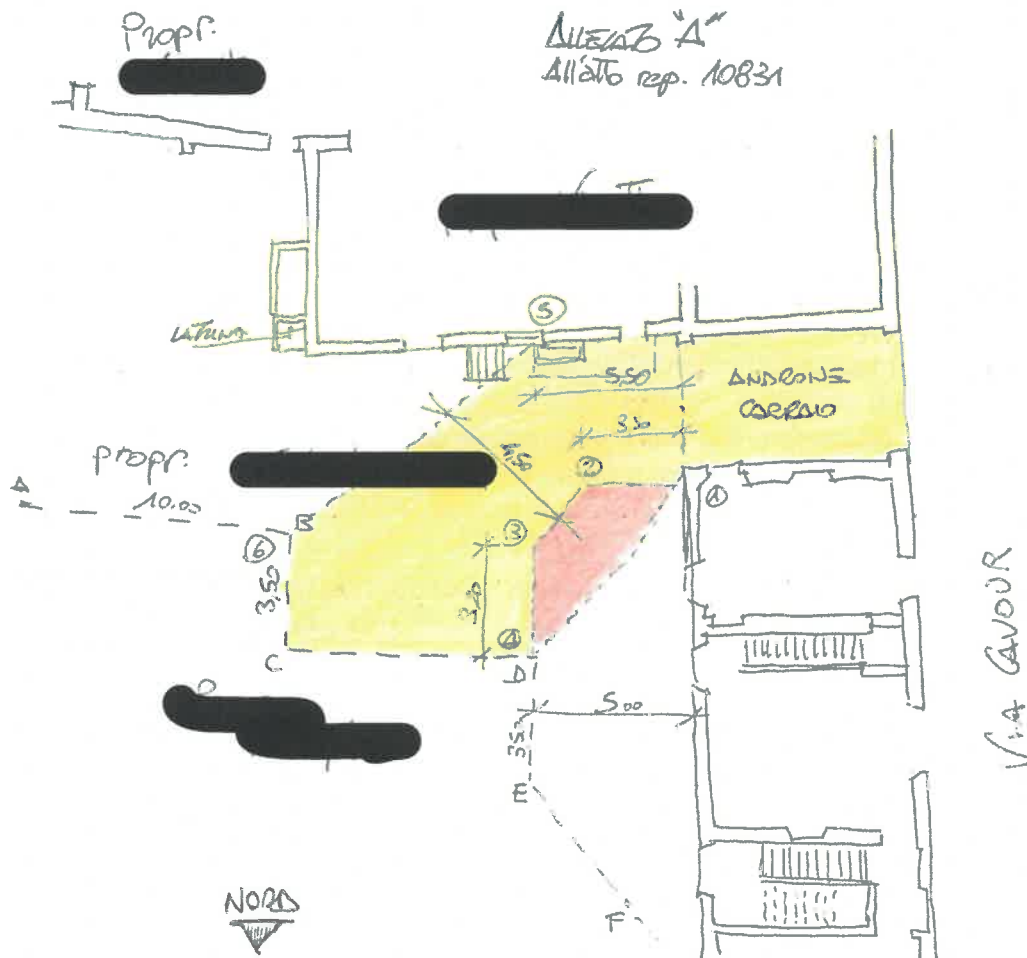 Propr.
Allegato "A"
All'atto rep. 10831
5
LATRINA
5,50
ANDRONE
CARRAIO
3,50
4,50
2
1
propr.
A
10.00
B
6
3
3,50
3,20
4
C
D
5,00
3,50
E
F
VIA CAVOUR
NORD